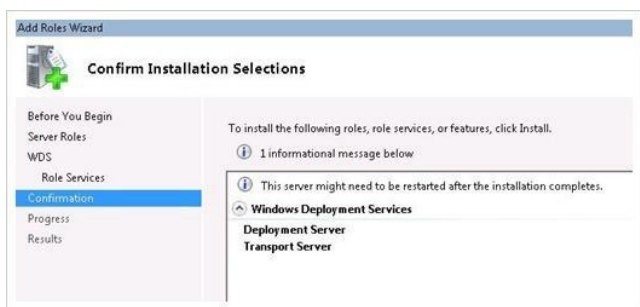 Add Roles Wizard
Confirm Installation Selections
Before You Begin
Server Roles
WDS
Role Services
Confirmation
Progress
Results
To install the following roles, role services, or features, click Install.
1 informational message below
This server might need to be restarted after the installation completes.
Windows Deployment Services
Deployment Server
Transport Server